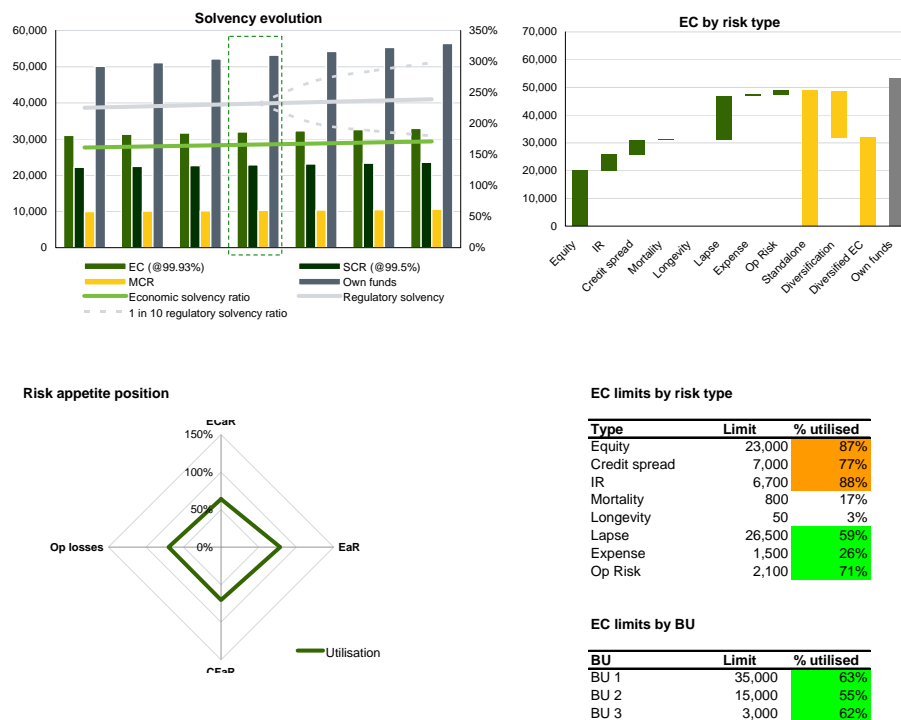 Solvency evolution
60,000
50,000
40,000
30,000
20,000
10,000
0
350%
300%
250%
200%
150%
100%
50%
0%
EC (@99.93%)
SCR (@99.5%)
MCR
Own funds
Economic solvency ratio
Regulatory solvency
1 in 10 regulatory solvency ratio
EC by risk type
70,000
60,000
50,000
40,000
30,000
20,000
10,000
0
Equity
IR
Credit spread
Mortality
Longevity
Lapse
Expense
Op Risk
Standalone
Diversification
Diversified EC
Own funds
Risk appetite position
ECaR
150%
100%
50%
0%
Op losses
EaR
CFaR
Utilisation
EC limits by risk type
Type Limit % utilised
Equity 23,000 87%
Credit spread 7,000 77%
IR 6,700 88%
Mortality 800 17%
Longevity 50 3%
Lapse 26,500 59%
Expense 1,500 26%
Op Risk 2,100 71%
EC limits by BU
BU Limit % utilised
BU 1 35,000 63%
BU 2 15,000 55%
BU 3 3,000 62%